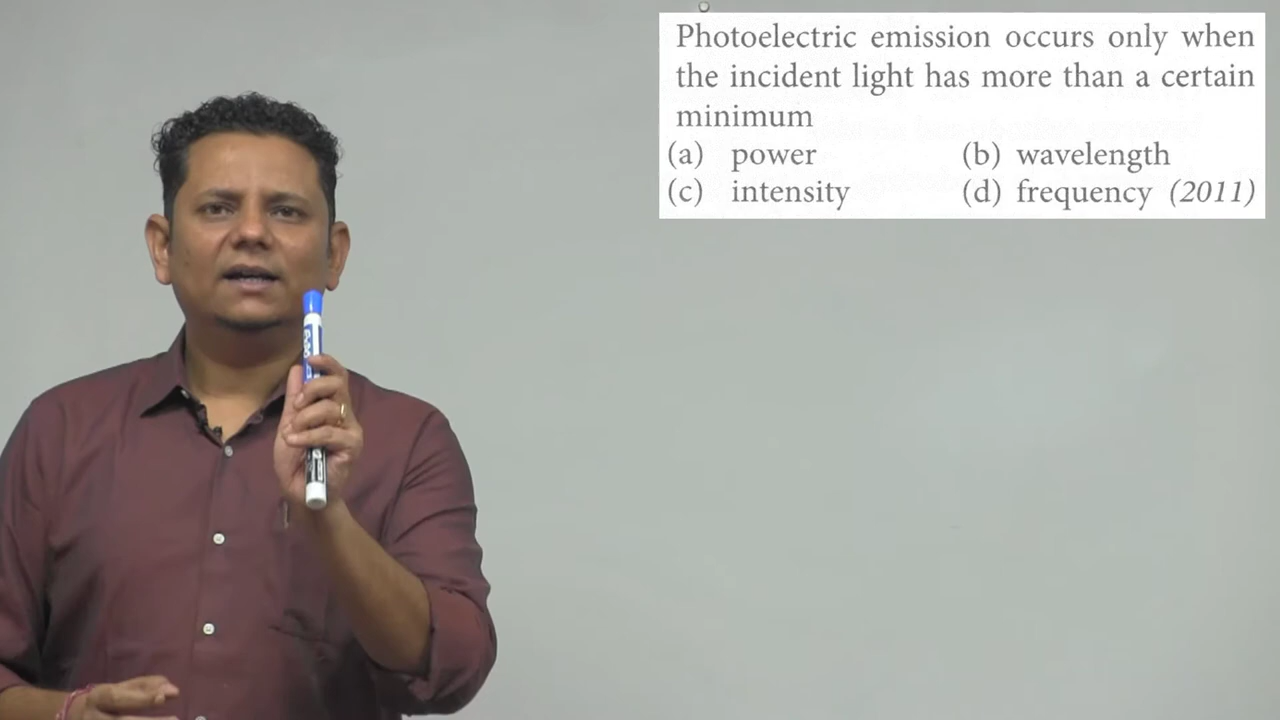 Photoelectric emission occurs only when
the incident light has more than a certain
minimum
(a) power (b) wavelength
(c) intensity (d) frequency (2011)